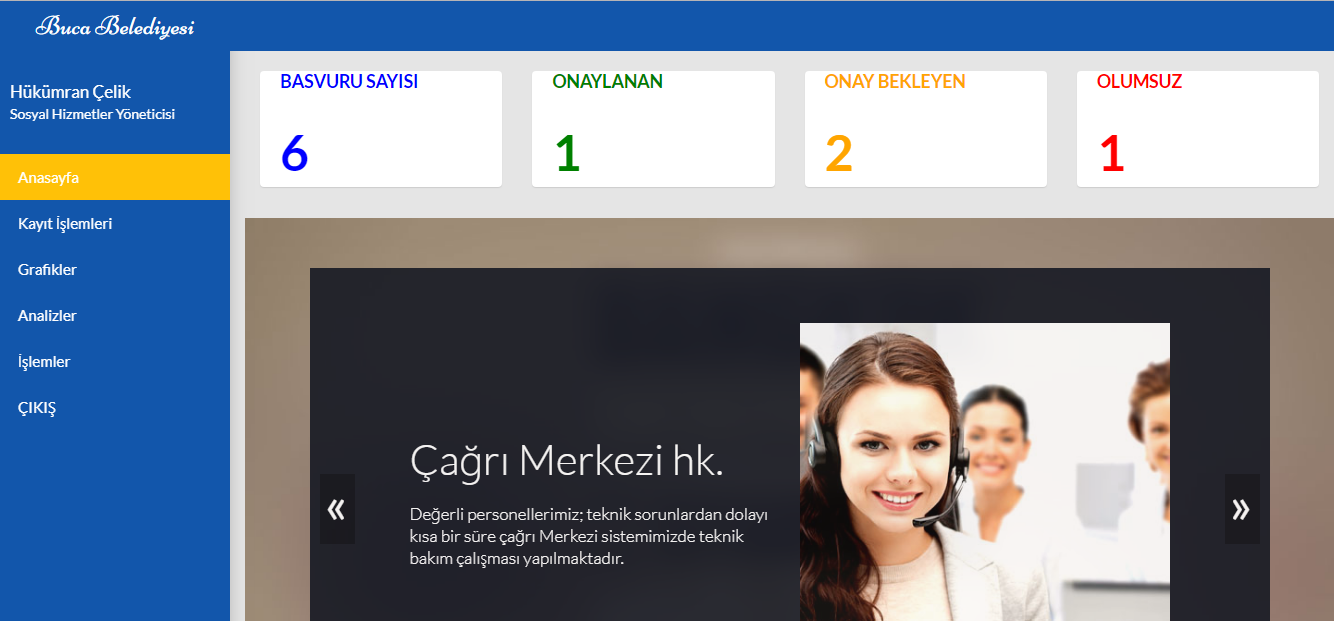 Buca Belediyesi
Hükümran Çelik
Sosyal Hizmetler Yöneticisi
Anasayfa
Kayıt İşlemleri
Grafikler
Analizler
İşlemler
ÇIKIŞ
BASVURU SAYISI
6
ONAYLANAN
1
ONAY BEKLEYEN
2
OLUMSUZ
1
Çağrı Merkezi hk.
Değerli personellerimiz; teknik sorunlardan dolayı
kısa bir süre çağrı Merkezi sistemimizde teknik
bakım çalışması yapılmaktadır.
«
»